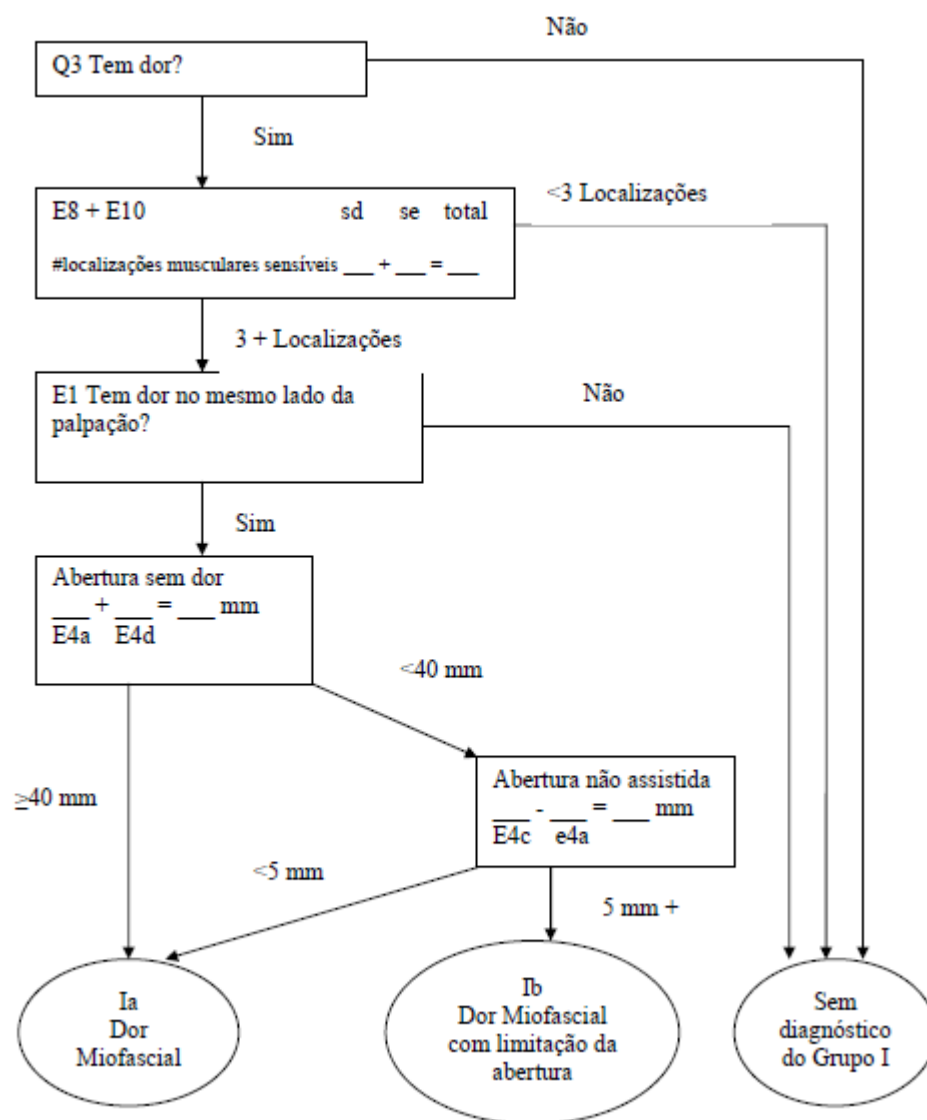 Não
Q3 Tem dor?
Sim
<3 Localizações
E8 + E10 sd se total
#localizações musculares sensíveis ___ + ___ = ___
3 + Localizações
E1 Tem dor no mesmo lado da
palpação?
Não
Sim
Abertura sem dor
___ + ___ = ___ mm
E4a E4d
<40 mm
≥40 mm
Abertura não assistida
___ - ___ = ___ mm
E4c e4a
<5 mm
5 mm +
Ia
Dor
Miofascial
Ib
Dor Miofascial
com limitação da
abertura
Sem
diagnóstico
do Grupo I